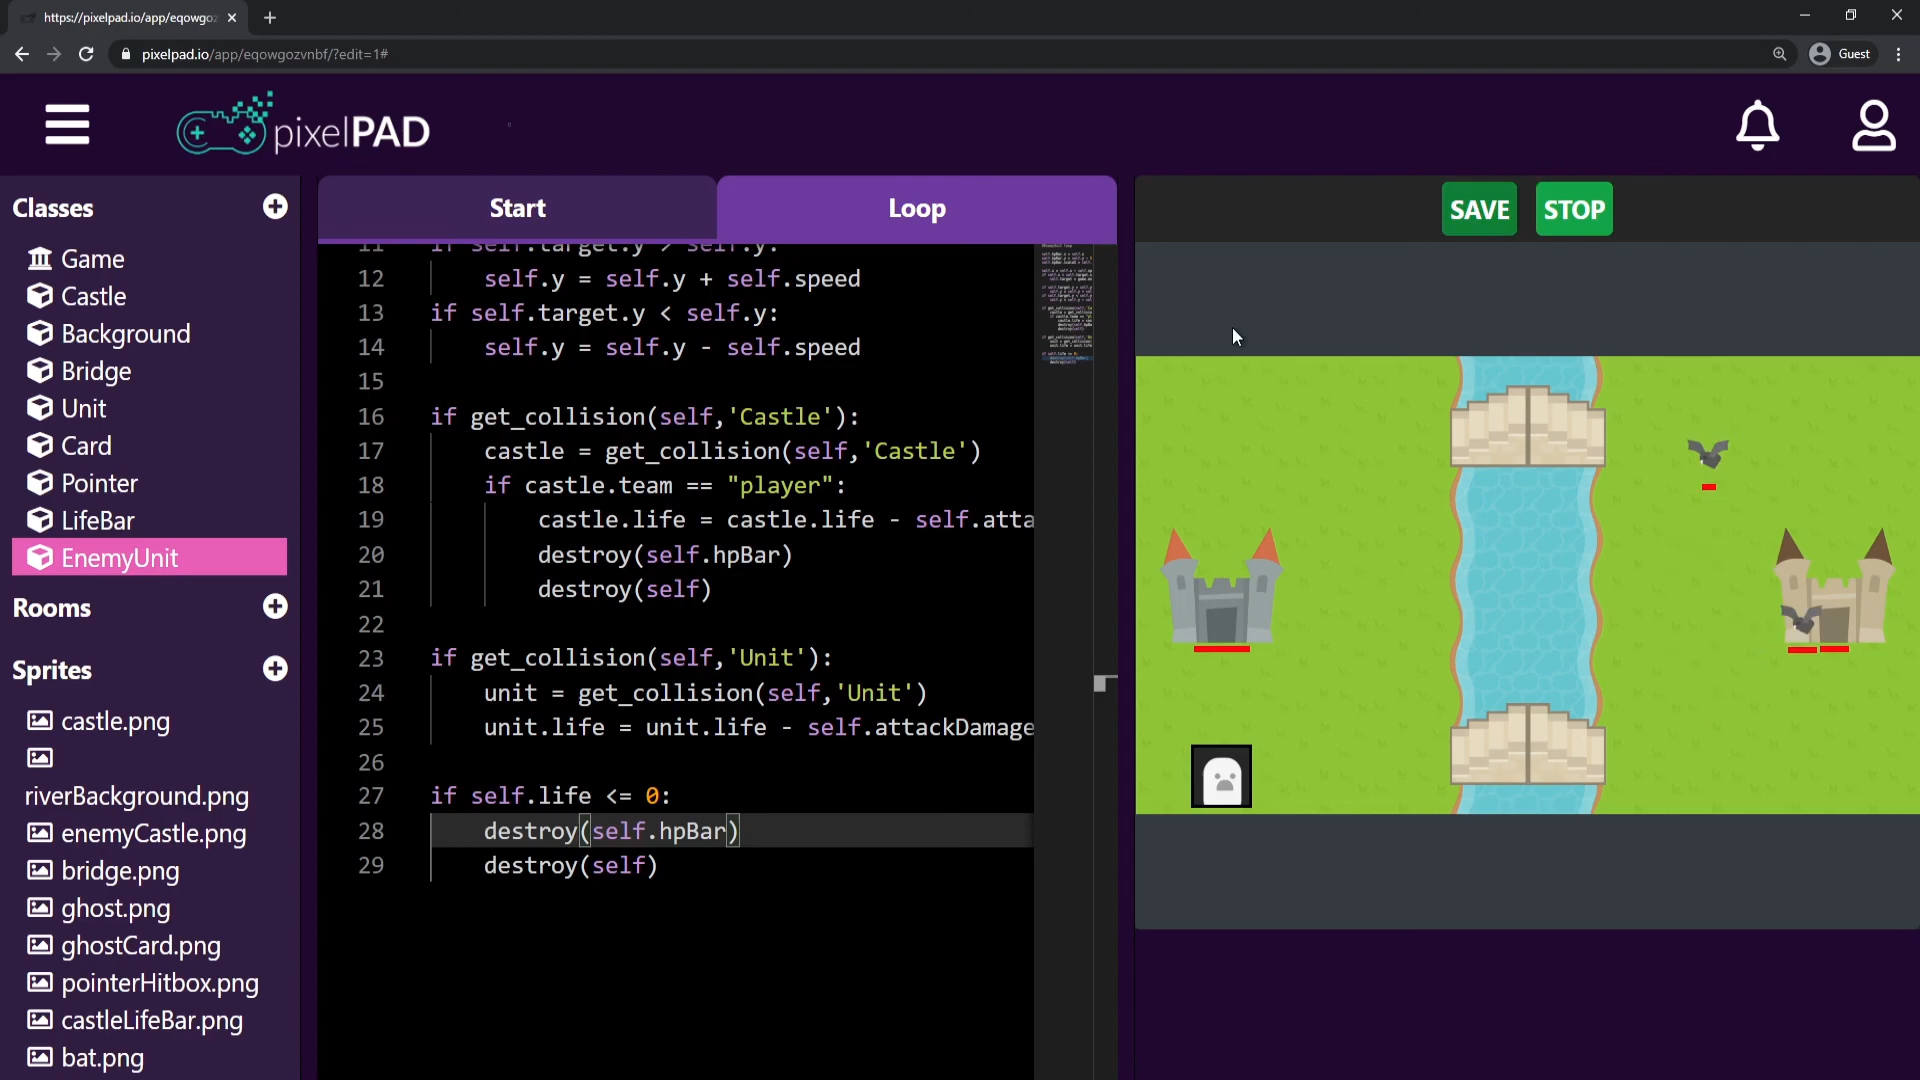 https://pixelpad.io/app/eqowgoz
pixelpad.io/app/eqowgozvnbf/?edit=1#
Guest
pixelPAD
Classes
Game
Castle
Background
Bridge
Unit
Card
Pointer
LifeBar
EnemyUnit
Rooms
Sprites
castle.png
riverBackground.png
enemyCastle.png
bridge.png
ghost.png
ghostCard.png
pointerHitbox.png
castleLifeBar.png
bat.png
Start
Loop
11 if self.target.y > self.y:
12 self.y = self.y + self.speed
13 if self.target.y < self.y:
14 self.y = self.y - self.speed
15
16 if get_collision(self,'Castle'):
17 castle = get_collision(self,'Castle')
18 if castle.team == "player":
19 castle.life = castle.life - self.atta
20 destroy(self.hpBar)
21 destroy(self)
22
23 if get_collision(self,'Unit'):
24 unit = get_collision(self,'Unit')
25 unit.life = unit.life - self.attackDamage
26
27 if self.life <= 0:
28 destroy(self.hpBar)
29 destroy(self)
SAVE
STOP